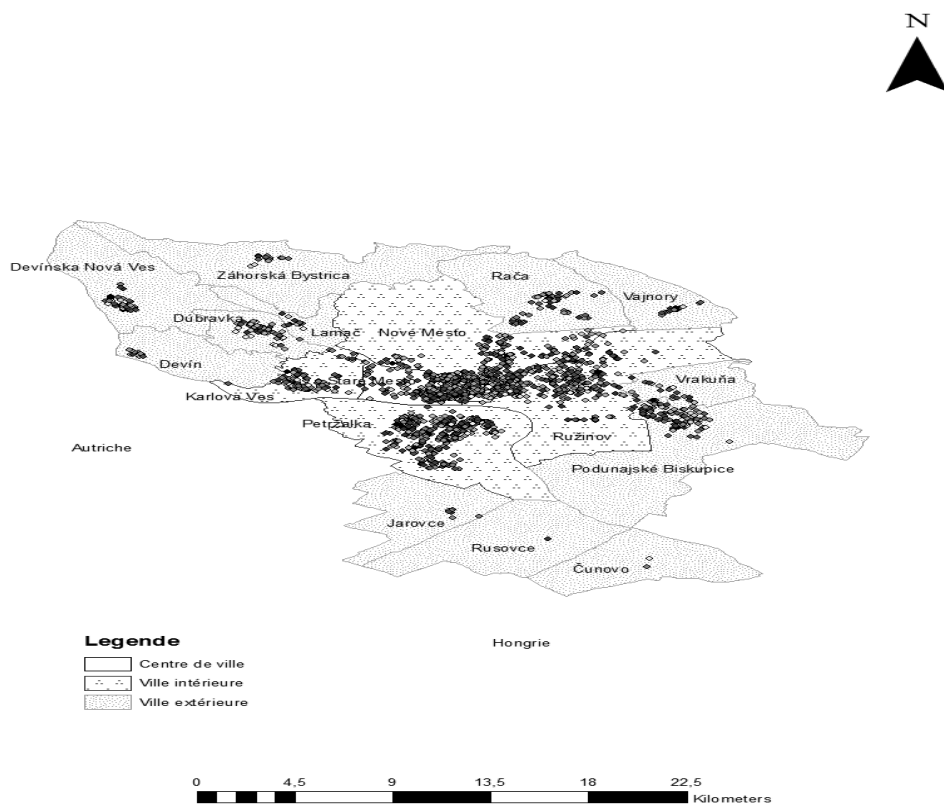 N
Devínska Nová Ves
Záhorská Bystrica
Rača
Vajnory
Dúbravka
Lamač
Nové Mesto
Devín
Vrakuňa
Karlova Ves
Staré Mesto
Petržalka
Ružinov
Autriche
Podunajské Biskupice
Jarovce
Rusovce
Čunovo
Hongrie
Legende
Centre de ville
Ville intérieure
Ville extérieure
0 4,5 9 13,5 18 22,5
Kilometers